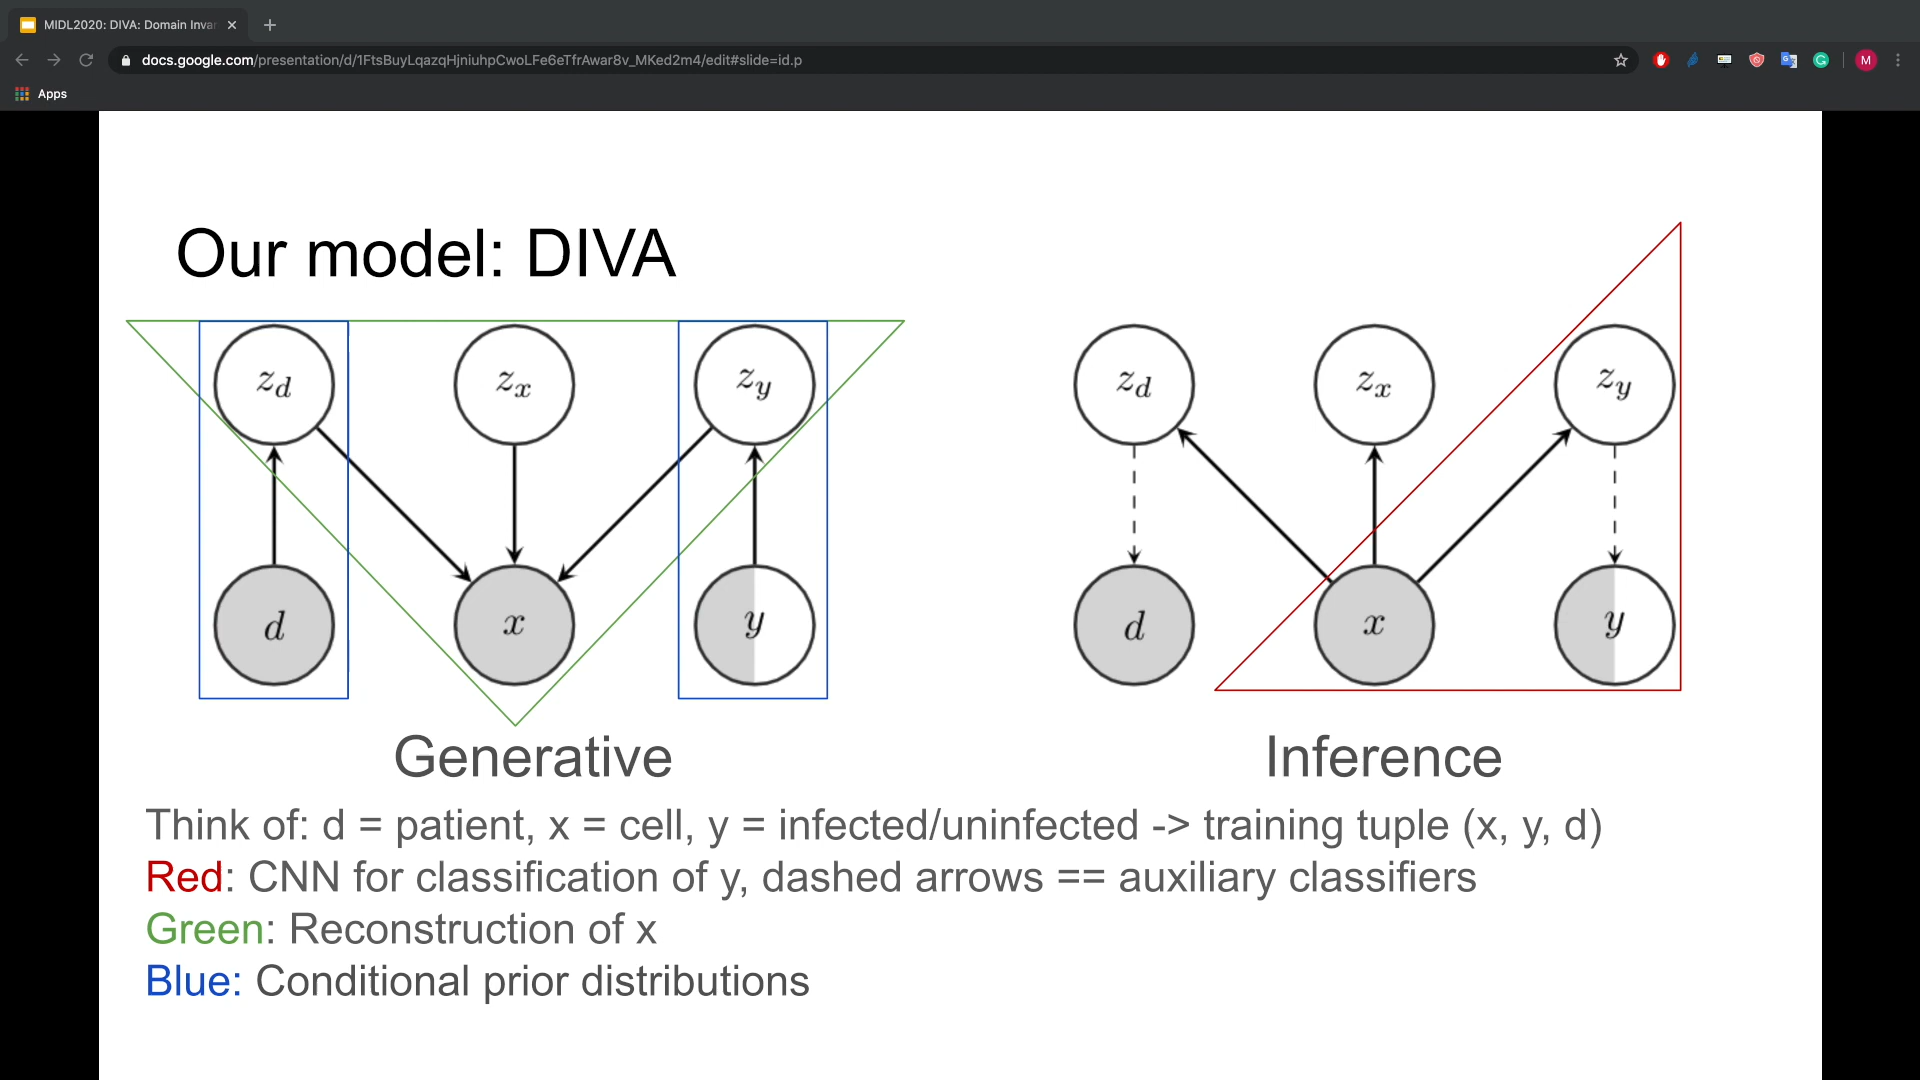 MIDL2020: DIVA: Domain Invar
docs.google.com/presentation/d/1FtsBuyLqazqHjniuhpCwoLFe6eTfrAwar8v_MKed2m4/edit#slide=id.p
M
Apps
Our model: DIVA
z_d z_x z_y z_d z_x z_y
d x y d x y
Generative Inference
Think of: d = patient, x = cell, y = infected/uninfected -> training tuple (x, y, d)
Red: CNN for classification of y, dashed arrows == auxiliary classifiers
Green: Reconstruction of x
Blue: Conditional prior distributions